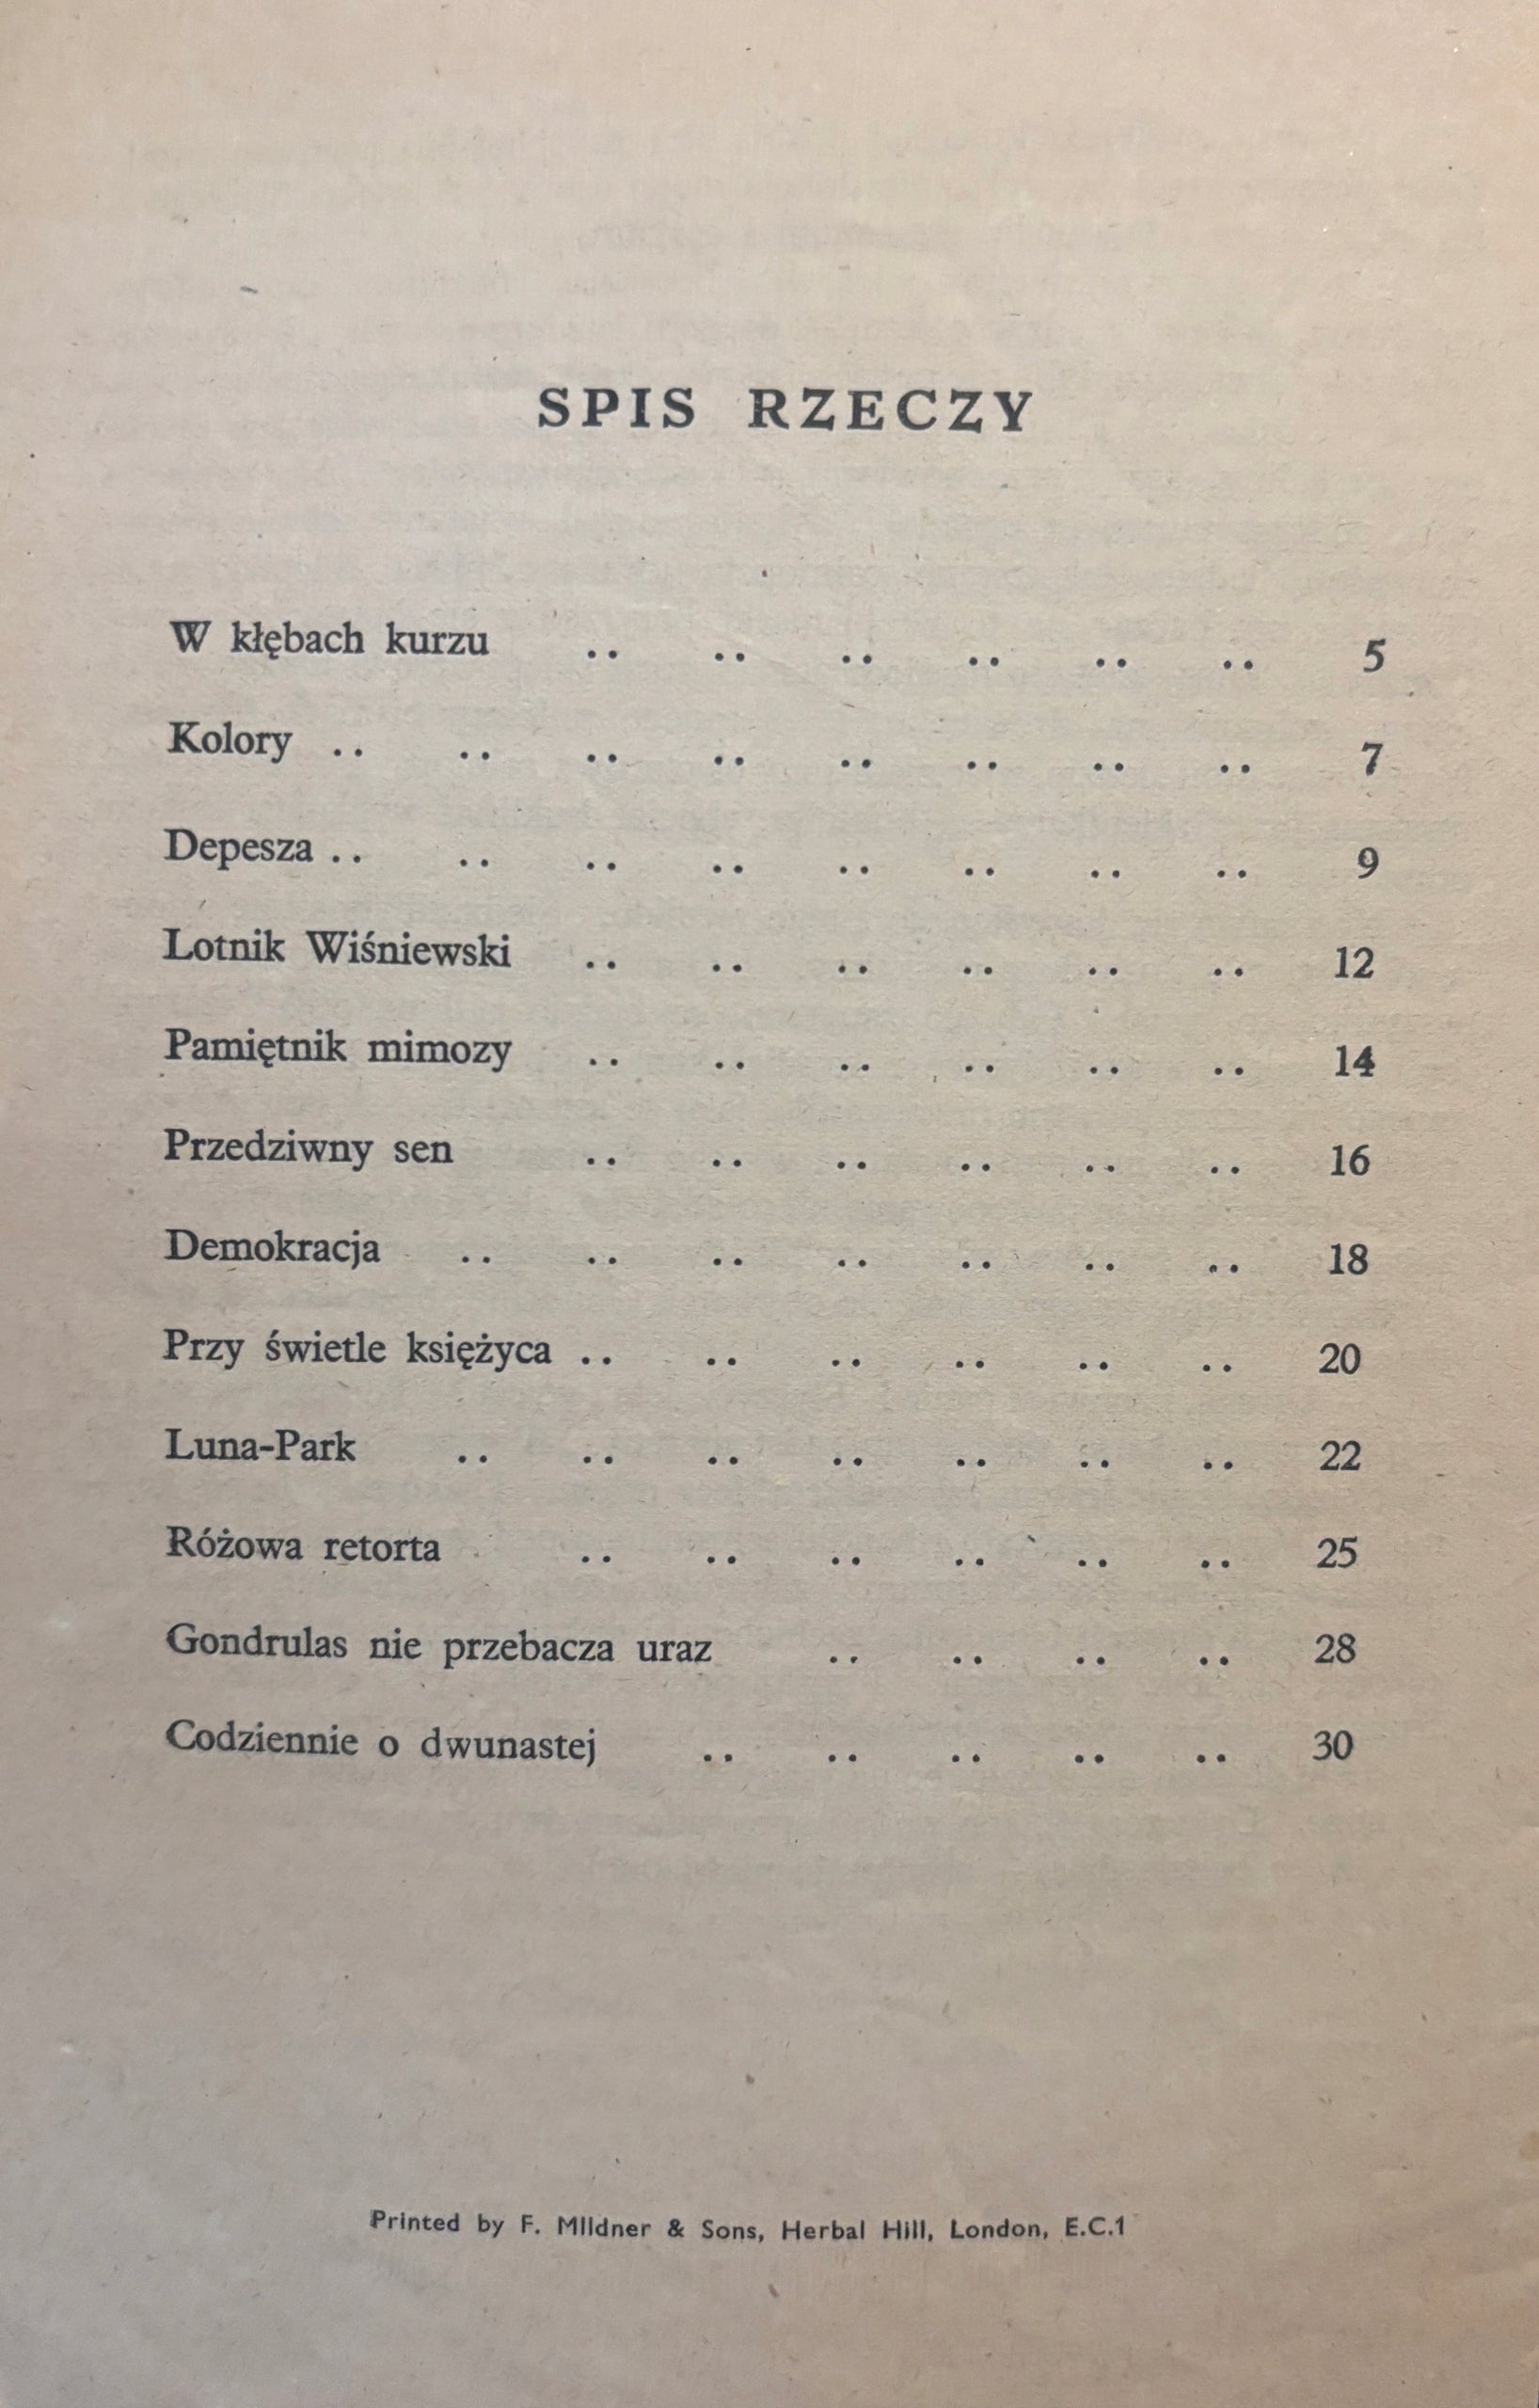 SPIS RZECZY
W kłębach kurzu .. .. .. .. .. .. 5
Kolory .. .. .. .. .. .. .. .. 7
Depesza .. .. .. .. .. .. .. .. 9
Lotnik Wiśniewski .. .. .. .. .. .. 12
Pamiętnik mimozy .. .. .. .. .. .. 14
Przedziwny sen .. .. .. .. .. .. 16
Demokracja .. .. .. .. .. .. .. 18
Przy świetle księżyca .. .. .. .. .. .. 20
Luna-Park .. .. .. .. .. .. .. 22
Różowa retorta .. .. .. .. .. .. 25
Gondrulas nie przebacza uraz .. .. .. .. 28
Codziennie o dwunastej .. .. .. .. .. 30
Printed by F. Mildner & Sons, Herbal Hill, London, E.C.1